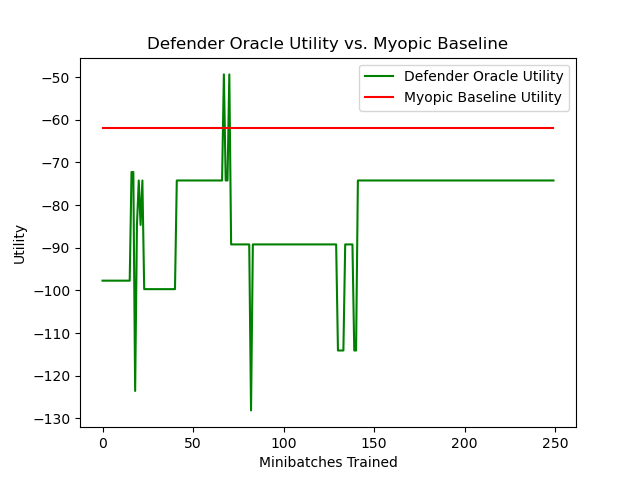 Defender Oracle Utility vs. Myopic Baseline
Defender Oracle Utility
Myopic Baseline Utility
Utility
−50
−60
−70
−80
−90
−100
−110
−120
−130
0 50 100 150 200 250
Minibatches Trained